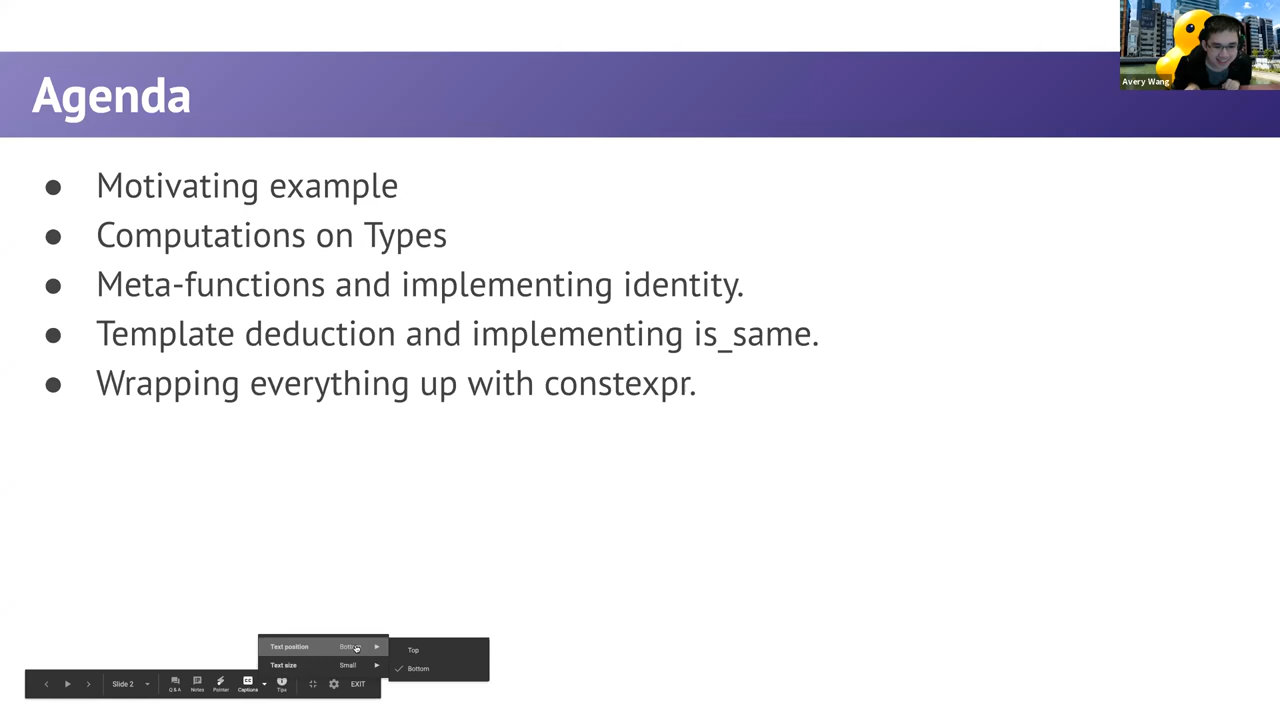 Agenda
Avery Wang
● Motivating example
● Computations on Types
● Meta-functions and implementing identity.
● Template deduction and implementing is_same.
● Wrapping everything up with constexpr.
Text position Bottom
Top
Text size Small
Bottom
Slide 2 Q&A Notes Pointer Captions Tips EXIT